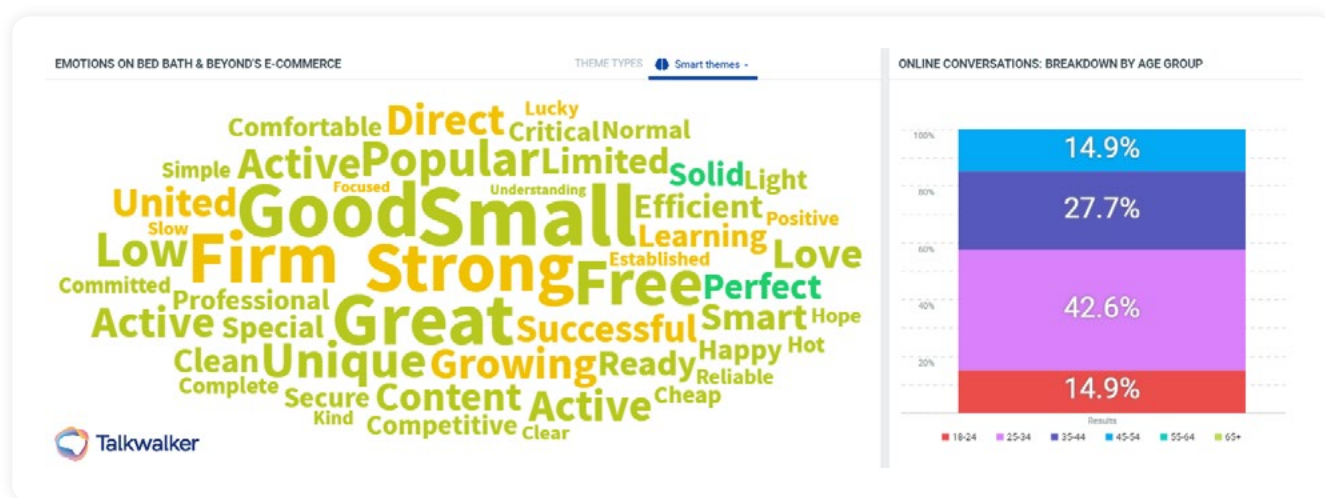 EMOTIONS ON BED BATH & BEYOND'S E-COMMERCE
THEME TYPES Smart themes
Lucky
Comfortable Direct Critical Normal
Simple Active Popular Limited Solid Light
Focused Understanding
United Good Small Efficient Positive
Slow Learning
Low Firm Strong Established Love
Committed Free Perfect
Professional
Active Special Great Successful Smart Hope
Clean Unique Growing Ready Happy Hot
Complete Reliable
Secure Content Active Cheap
Kind Competitive Clear
Talkwalker
ONLINE CONVERSATIONS: BREAKDOWN BY AGE GROUP
100%
80%
60%
40%
20%
14.9%
27.7%
42.6%
14.9%
Results
18-24 25-34 35-44 45-54 55-64 65+